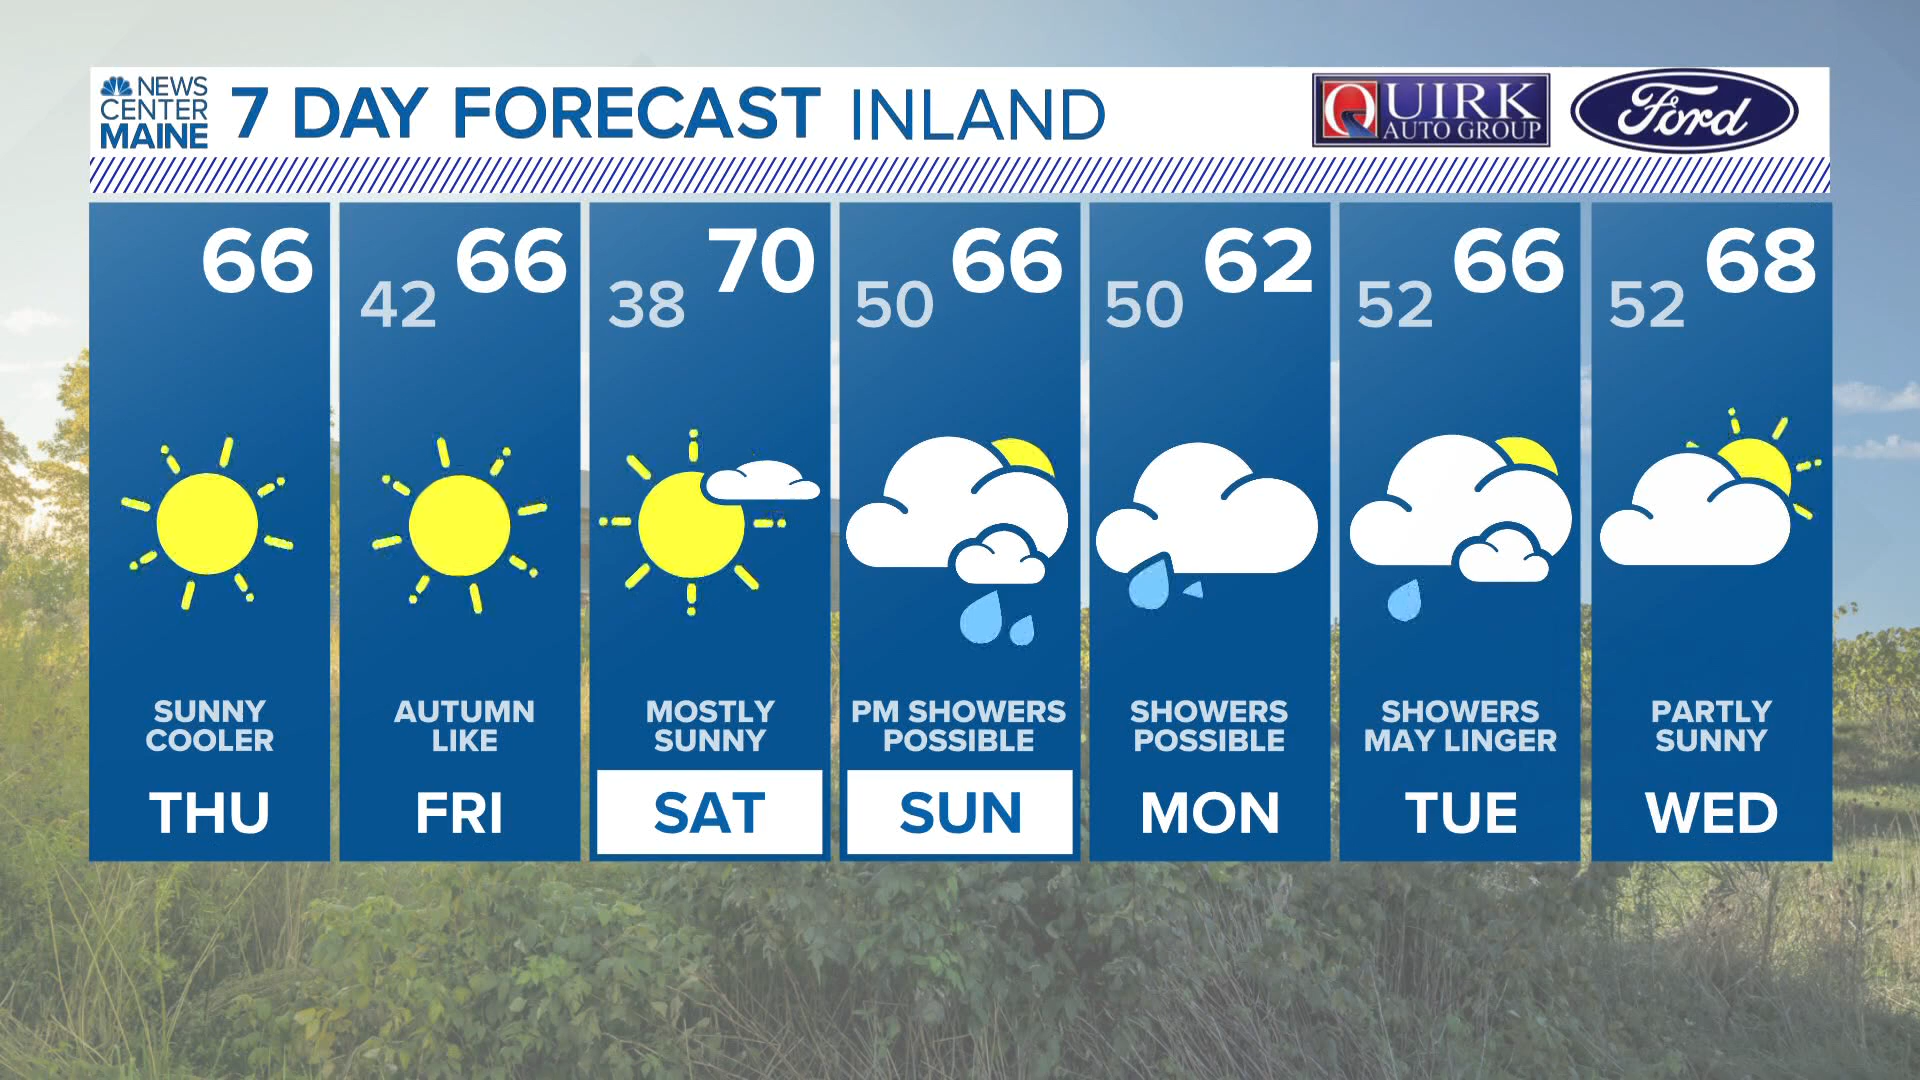 NEWS
CENTER
MAINE
7 DAY FORECAST INLAND
QUIRK
AUTO GROUP
Ford
66
42 66
38 70
50 66
50 62
52 66
52 68
SUNNY
COOLER
AUTUMN
LIKE
MOSTLY
SUNNY
PM SHOWERS
POSSIBLE
SHOWERS
POSSIBLE
SHOWERS
MAY LINGER
PARTLY
SUNNY
THU
FRI
SAT
SUN
MON
TUE
WED